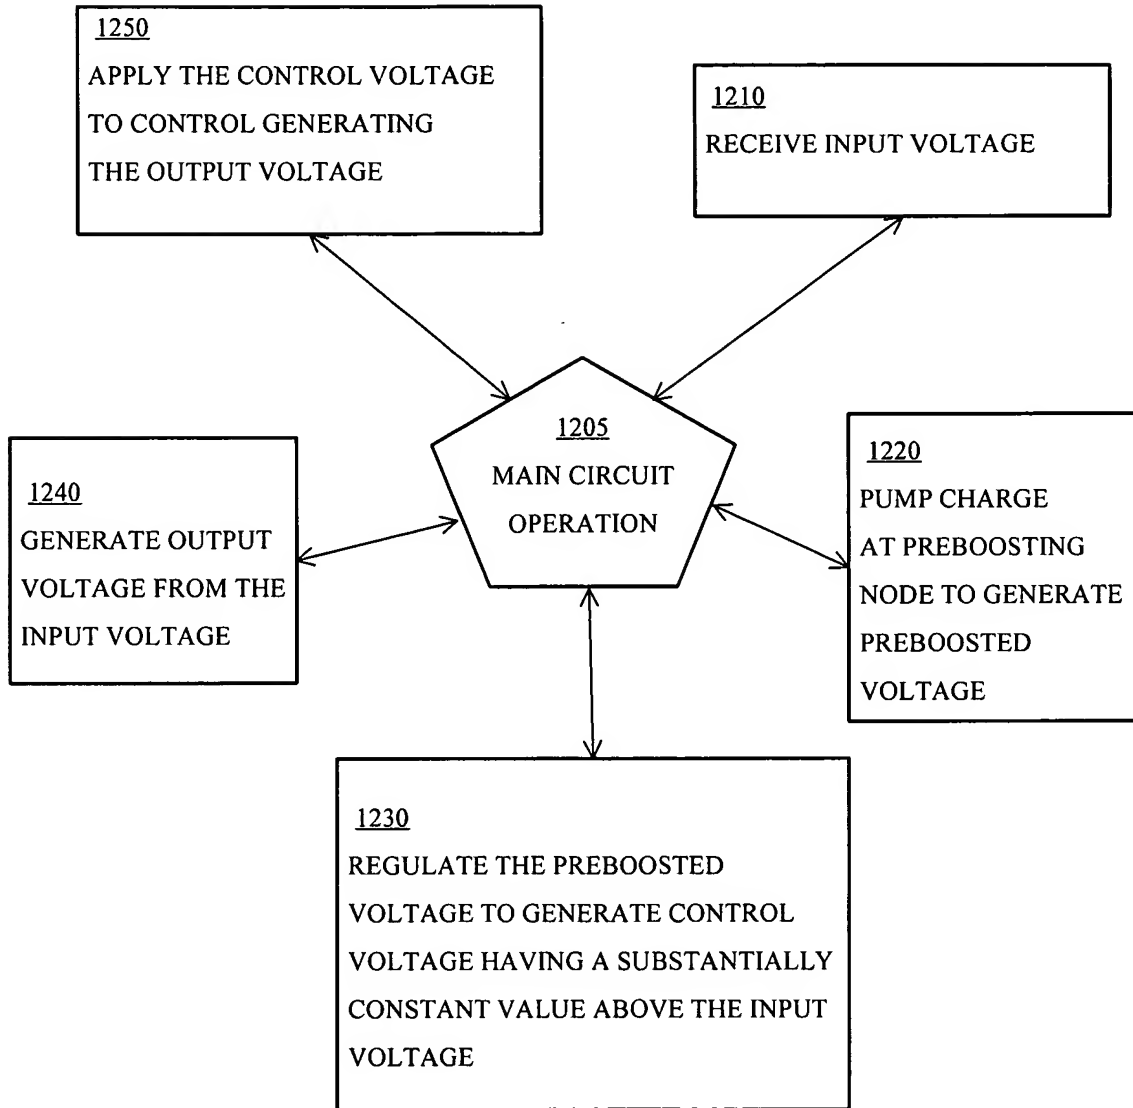 1250
APPLY THE CONTROL VOLTAGE
TO CONTROL GENERATING
THE OUTPUT VOLTAGE
1210
RECEIVE INPUT VOLTAGE
1205
MAIN CIRCUIT
OPERATION
1240
GENERATE OUTPUT
VOLTAGE FROM THE
INPUT VOLTAGE
1220
PUMP CHARGE
AT PREBOOSTING
NODE TO GENERATE
PREBOOSTED
VOLTAGE
1230
REGULATE THE PREBOOSTED
VOLTAGE TO GENERATE CONTROL
VOLTAGE HAVING A SUBSTANTIALLY
CONSTANT VALUE ABOVE THE INPUT
VOLTAGE